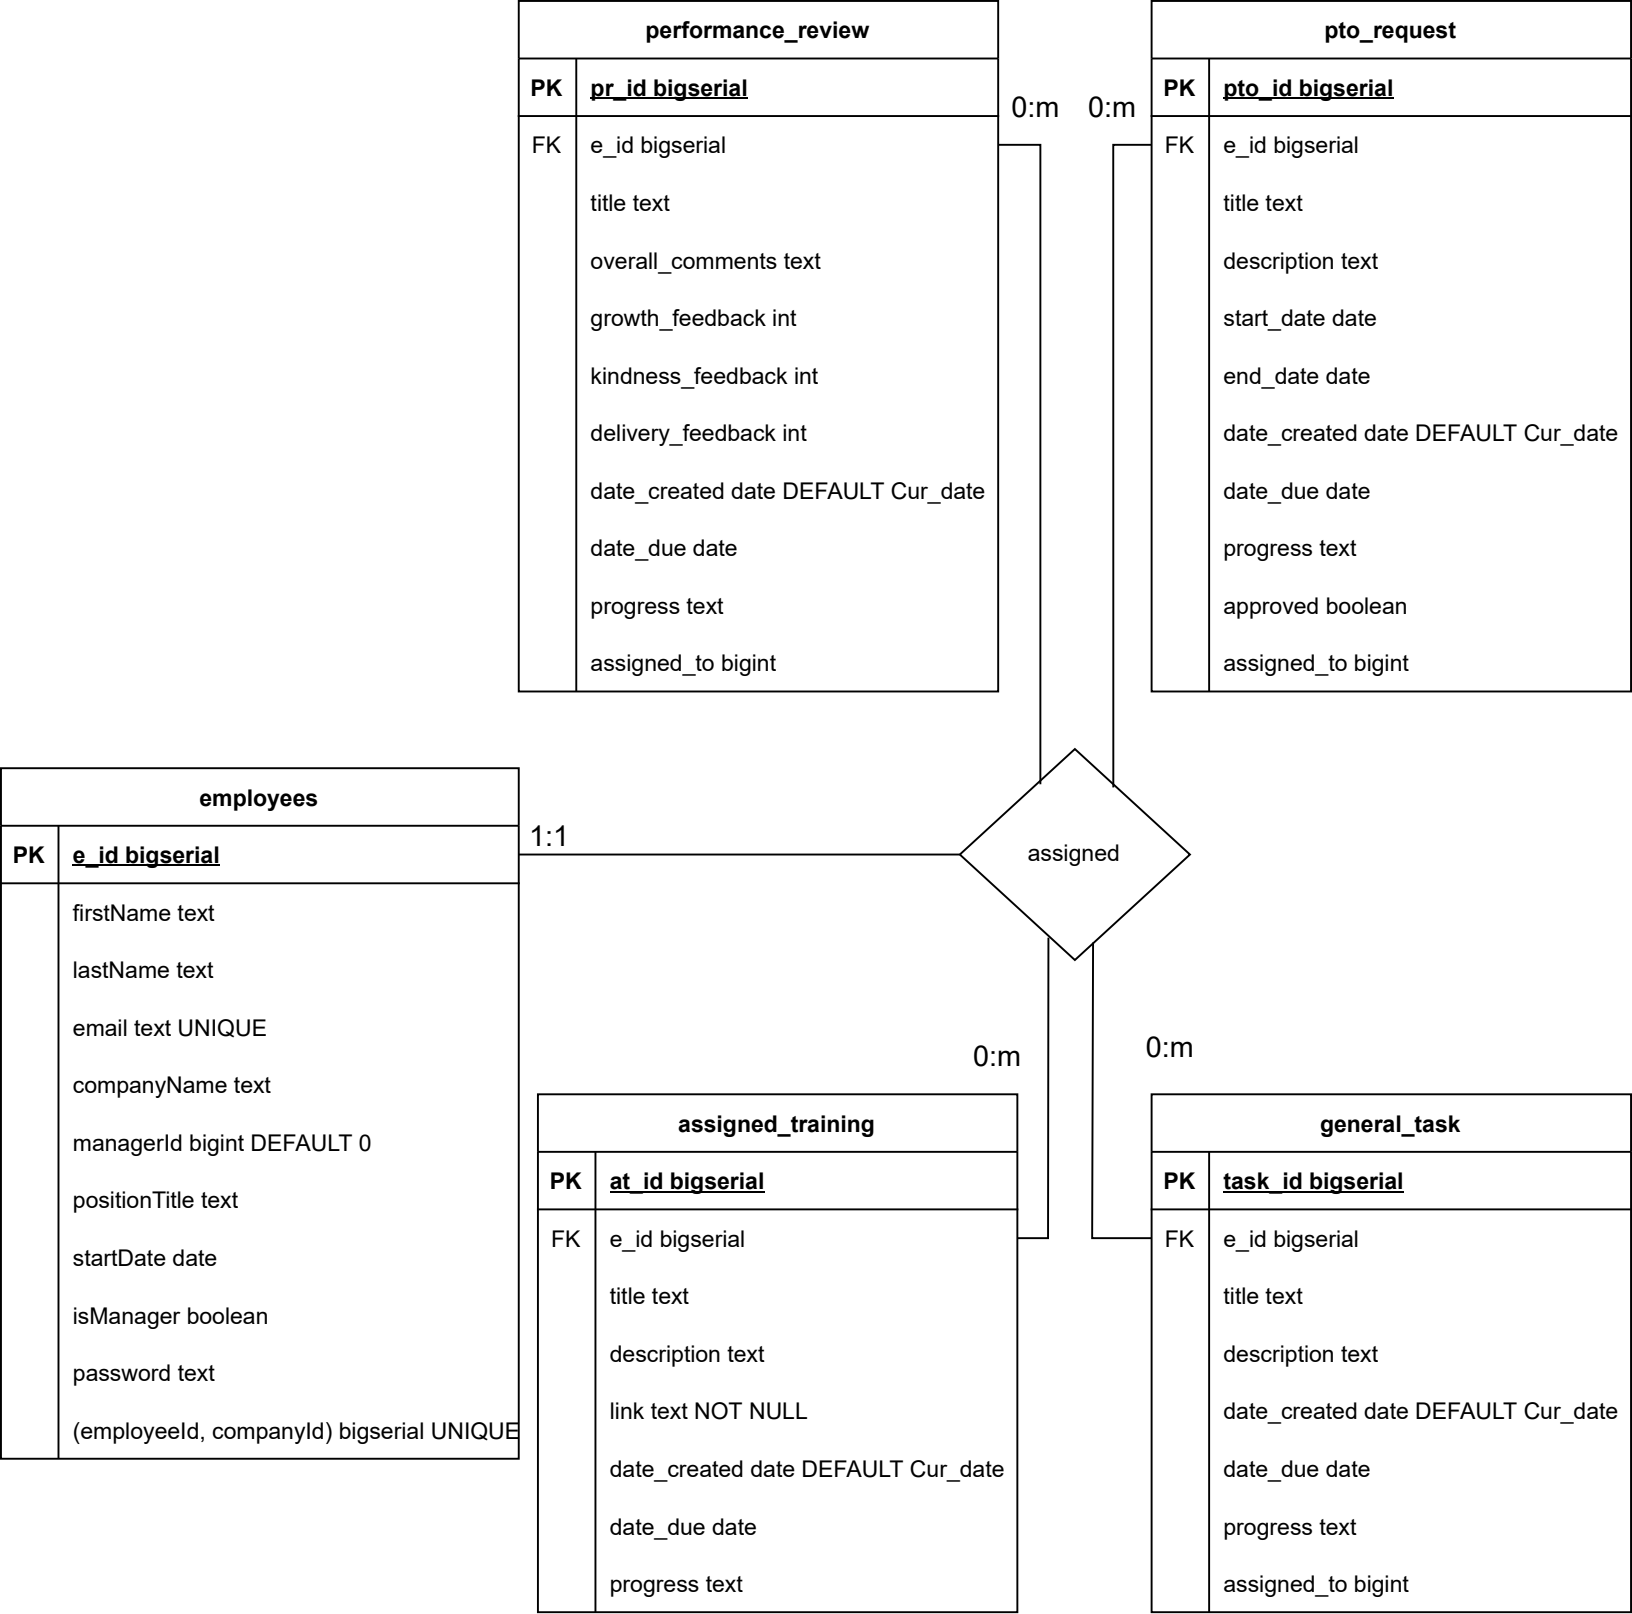 performance_review
PK pr_id bigserial
FK e_id bigserial
title text
overall_comments text
growth_feedback int
kindness_feedback int
delivery_feedback int
date_created date DEFAULT Cur_date
date_due date
progress text
assigned_to bigint
0:m
0:m
pto_request
PK pto_id bigserial
FK e_id bigserial
title text
description text
start_date date
end_date date
date_created date DEFAULT Cur_date
date_due date
progress text
approved boolean
assigned_to bigint
employees
PK e_id bigserial
firstName text
lastName text
email text UNIQUE
companyName text
managerId bigint DEFAULT 0
positionTitle text
startDate date
isManager boolean
password text
(employeeId, companyId) bigserial UNIQUE
1:1
assigned
0:m
0:m
assigned_training
PK at_id bigserial
FK e_id bigserial
title text
description text
link text NOT NULL
date_created date DEFAULT Cur_date
date_due date
progress text
general_task
PK task_id bigserial
FK e_id bigserial
title text
description text
date_created date DEFAULT Cur_date
date_due date
progress text
assigned_to bigint